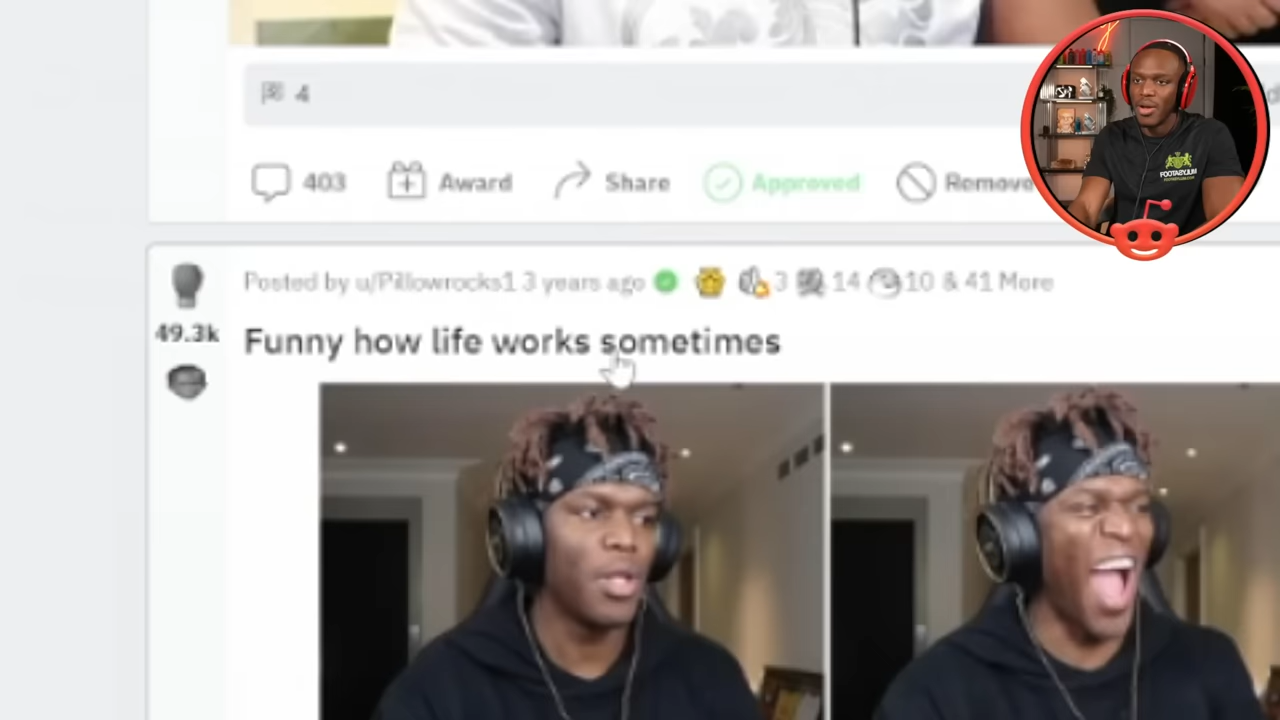 4
403 Award Share Approved Remove
Posted by u/Pillowrocks1 3 years ago 3 14 10 & 41 More
49.3k
Funny how life works sometimes
FOOTASYLUM